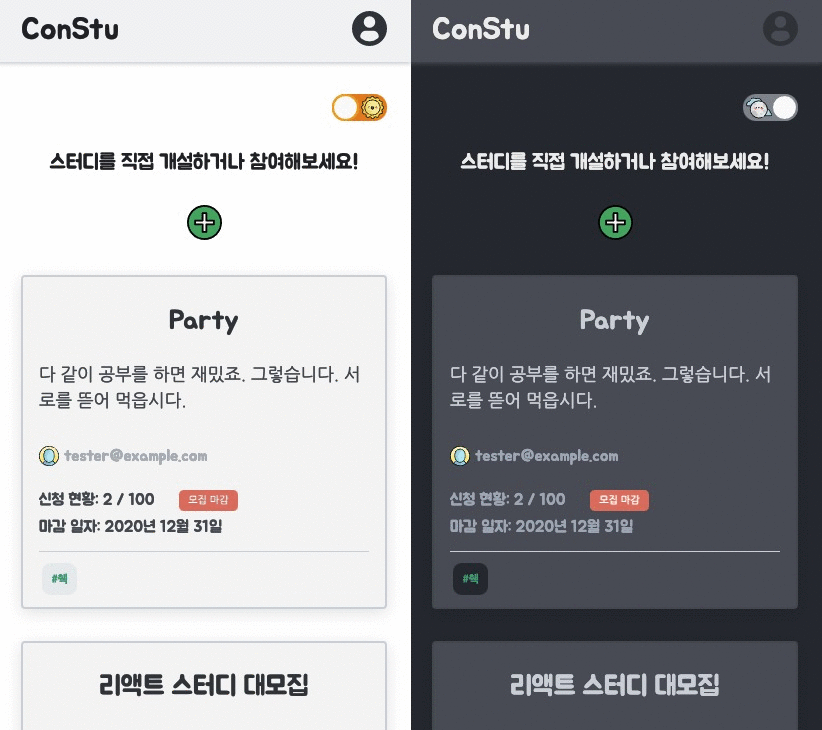 ConStu
스터디를 직접 개설하거나 참여해보세요!
Party
다 같이 공부를 하면 재밌죠. 그렇습니다. 서
로를 뜯어 먹읍시다.
tester@example.com
신청 현황: 2 / 100 모집 마감
마감 일자: 2020년 12월 31일
#헥
리액트 스터디 대모집
ConStu
스터디를 직접 개설하거나 참여해보세요!
Party
다 같이 공부를 하면 재밌죠. 그렇습니다. 서
로를 뜯어 먹읍시다.
tester@example.com
신청 현황: 2 / 100 모집 마감
마감 일자: 2020년 12월 31일
#헥
리액트 스터디 대모집